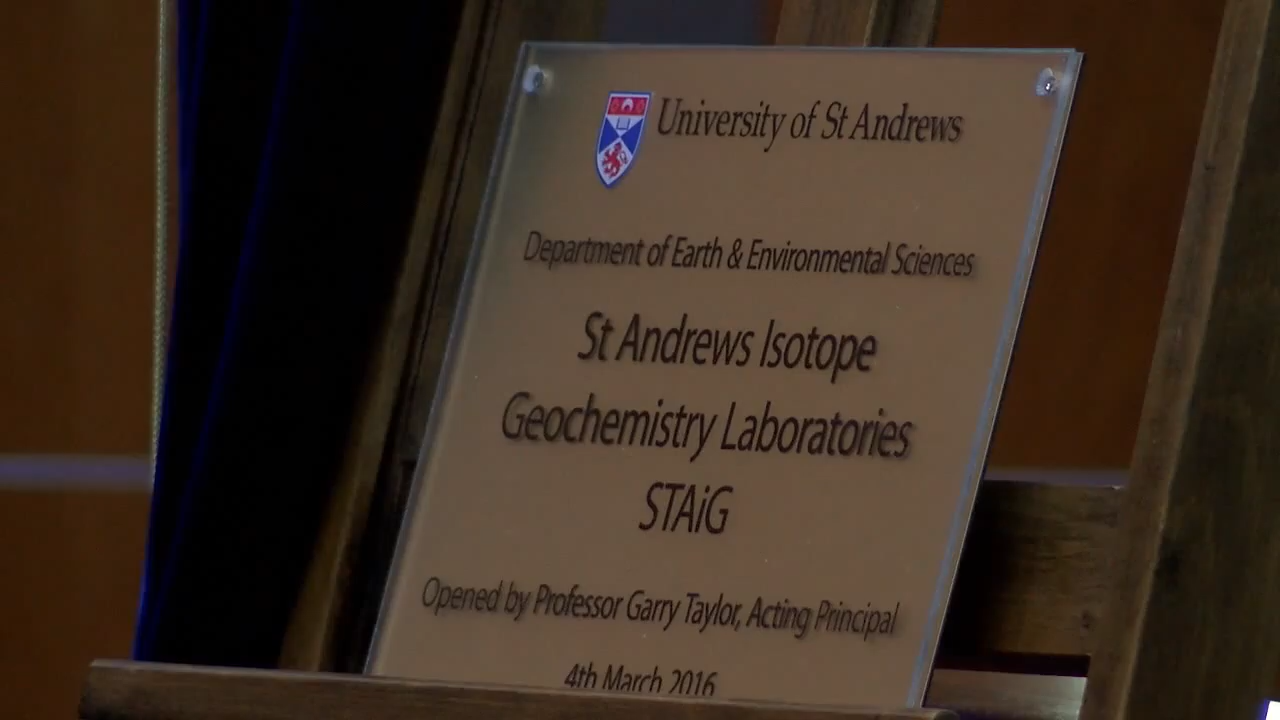 University of St Andrews
Department of Earth & Environmental Sciences
St Andrews Isotope
Geochemistry Laboratories
STAiG
Opened by Professor Garry Taylor, Acting Principal
4th March 2016